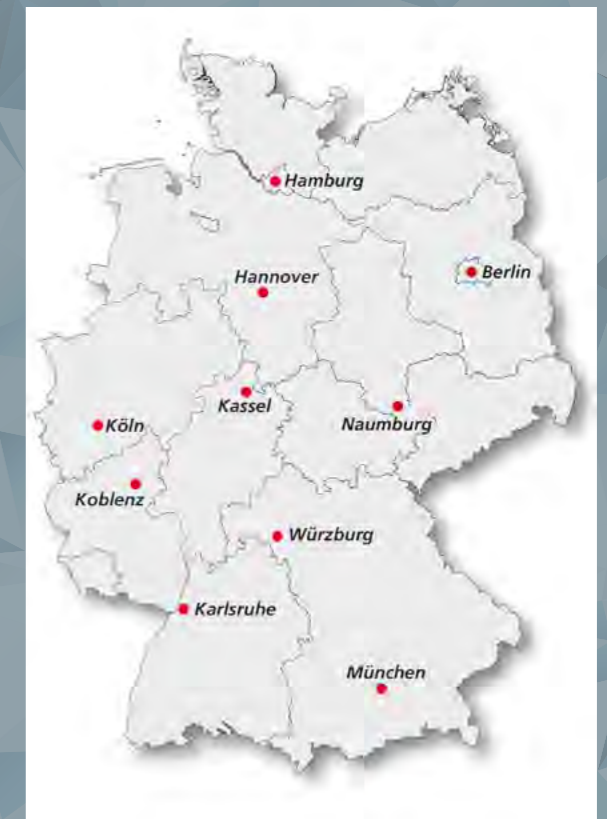 Hamburg
Berlin
Hannover
Kassel
Naumburg
Köln
Koblenz
Würzburg
Karlsruhe
München